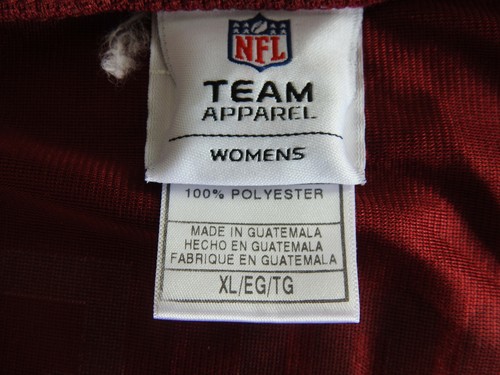 NFL
TEAM
APPAREL
WOMENS
100% POLYESTER
MADE IN GUATEMALA
HECHO EN GUATEMALA
FABRIQUE EN GUATEMALA
XL/EG/TG